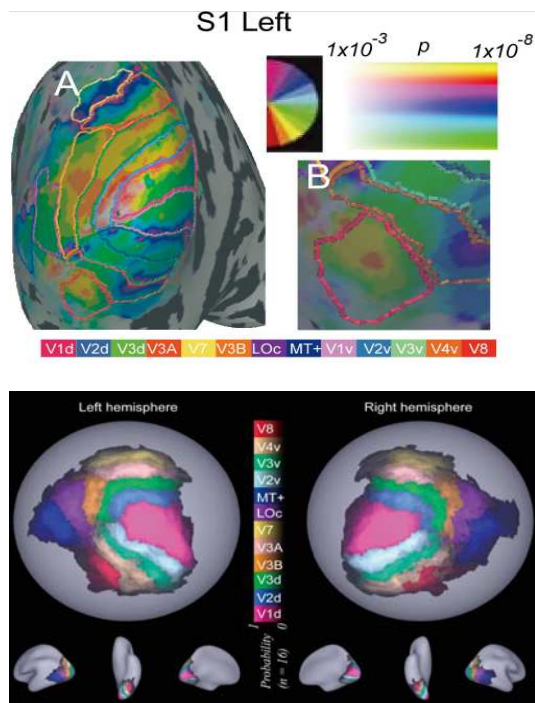 S1 Left
A
1x10⁻³ p 1x10⁻⁸
B
V1d V2d V3d V3A V7 V3B LOc MT+ V1v V2v V3v V4v V8
Left hemisphere
Right hemisphere
V8
V4v
V3v
V2v
MT+
LOc
V7
V3A
V3B
V3d
V2d
V1d
1 0
Probability
(n = 16)